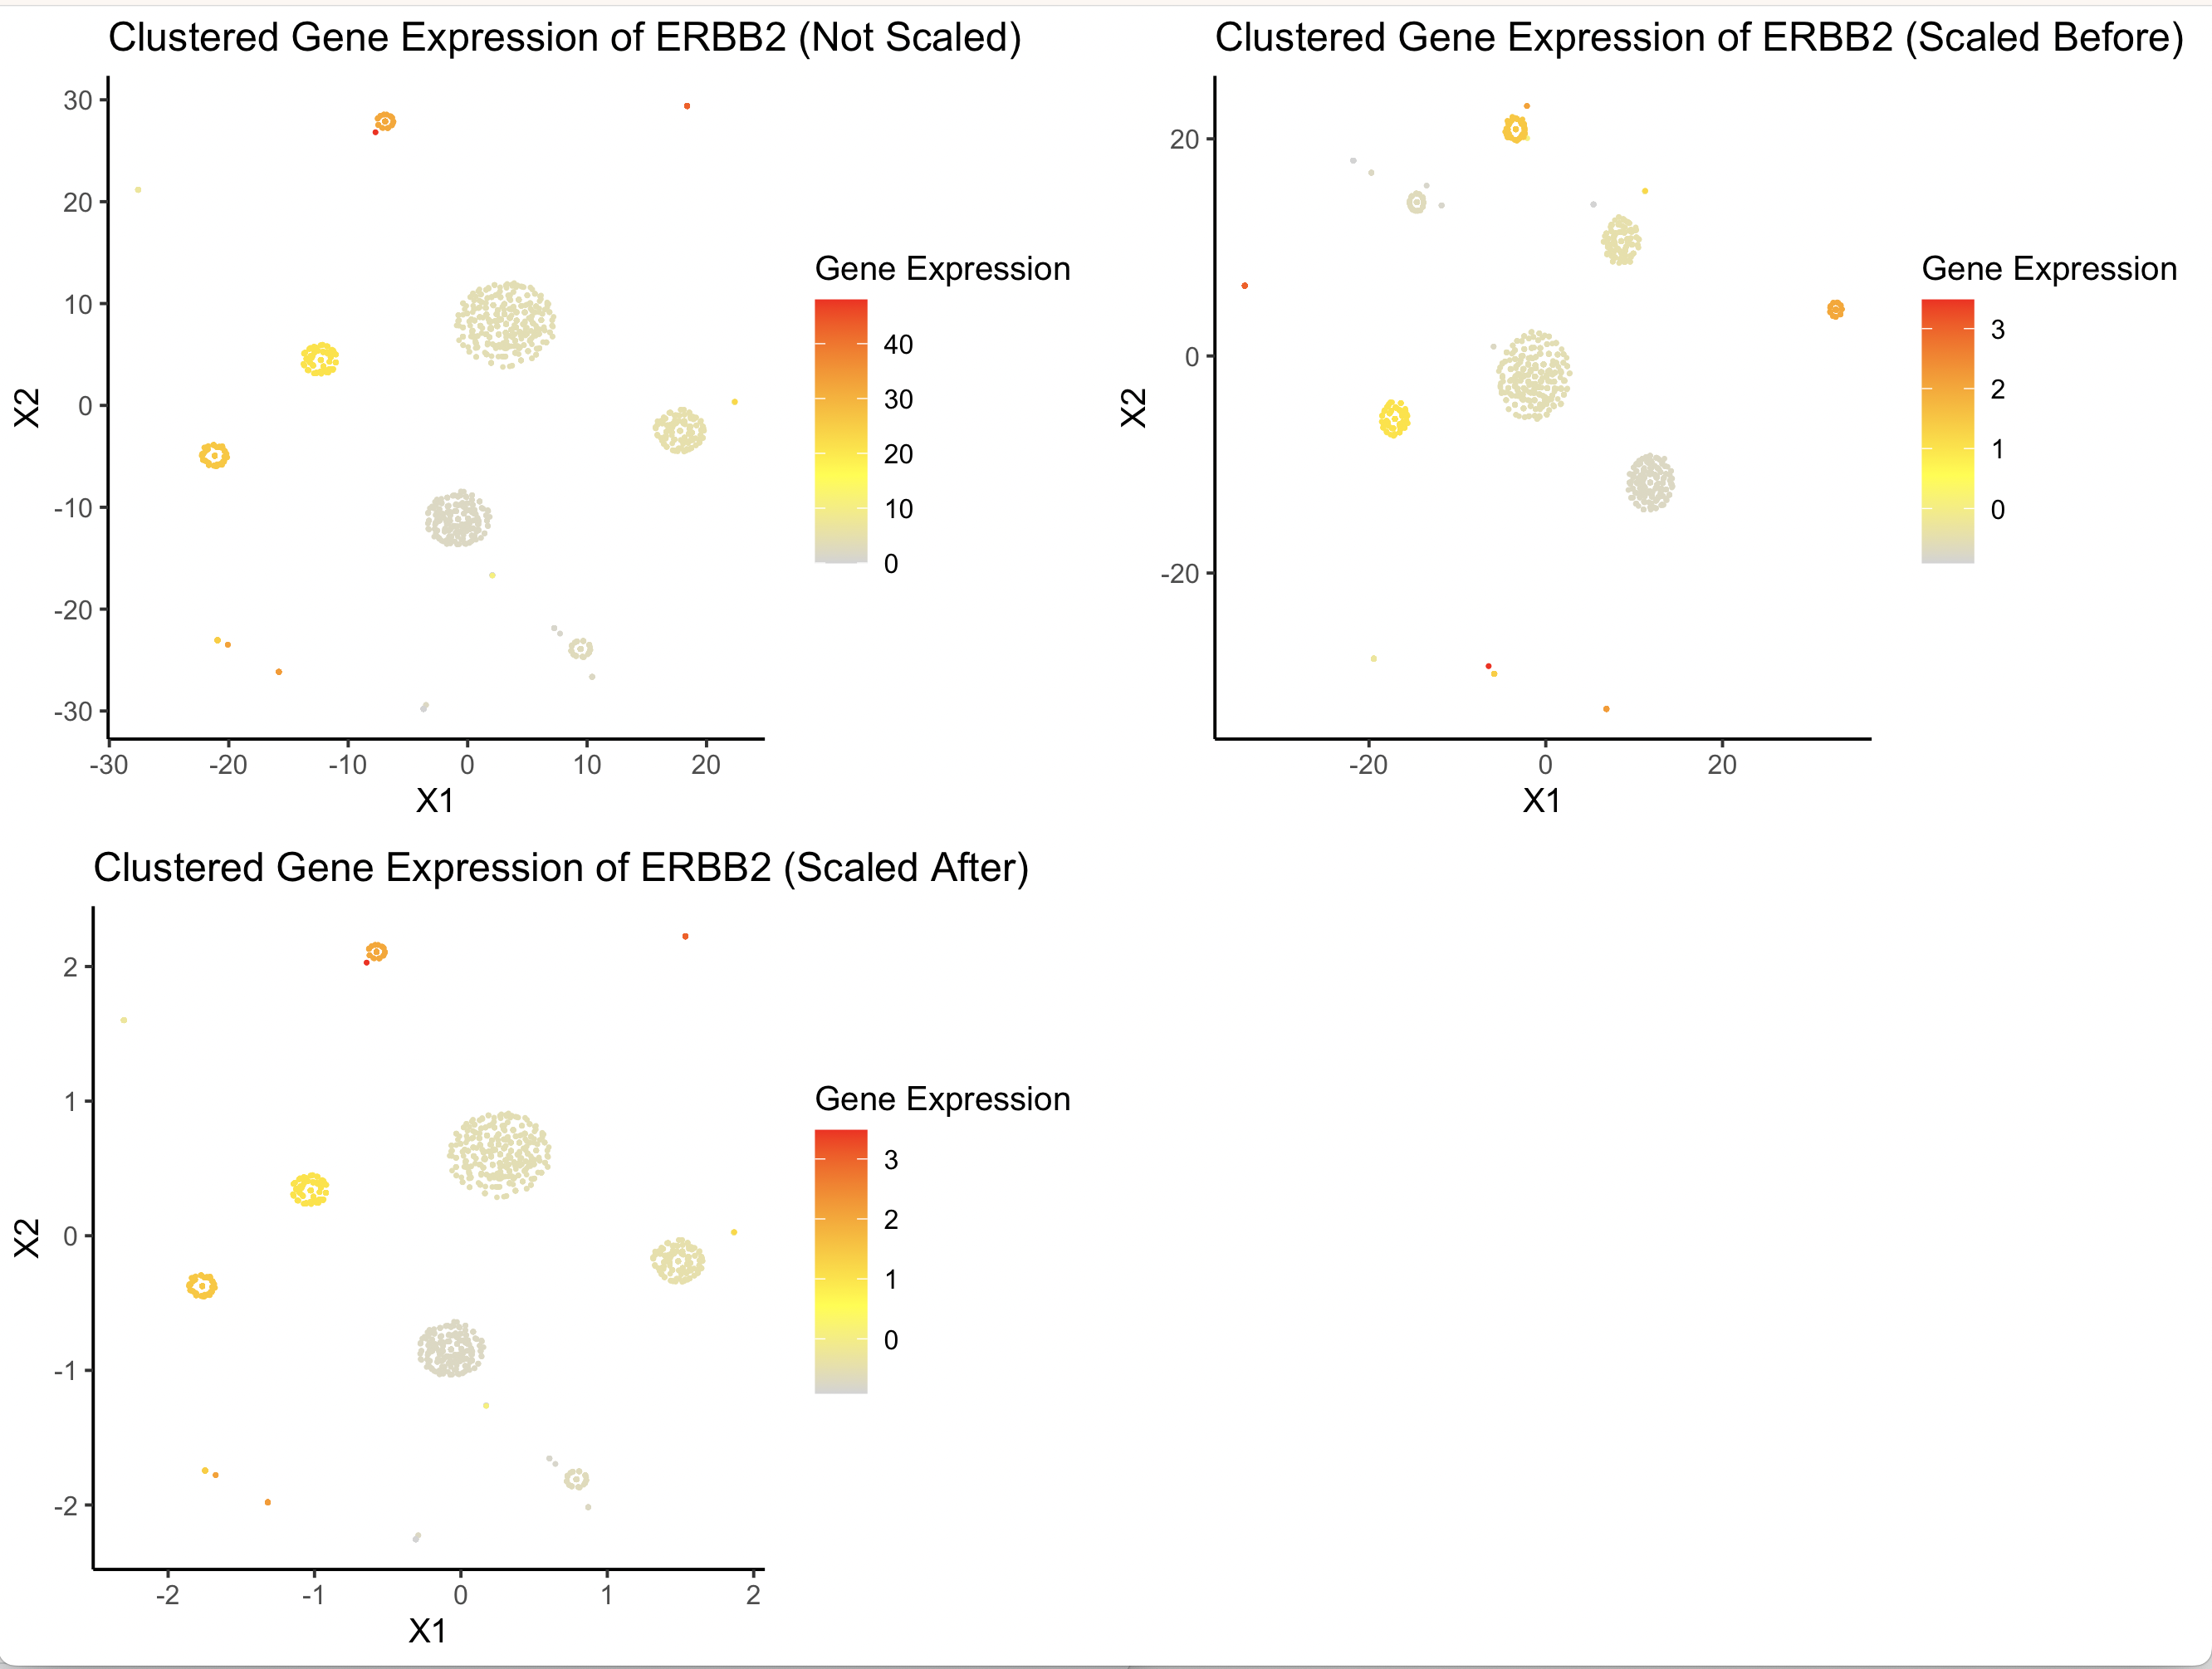 Clustered Gene Expression of ERBB2 (Not Scaled)
30
20
10
0
-10
-20
-30
X2
-30 -20 -10 0 10 20
X1
Gene Expression
40
30
20
10
0
Clustered Gene Expression of ERBB2 (Scaled Before)
20
0
-20
X2
-20 0 20
X1
Gene Expression
3
2
1
0
Clustered Gene Expression of ERBB2 (Scaled After)
2
1
0
-1
-2
X2
-2 -1 0 1 2
X1
Gene Expression
3
2
1
0